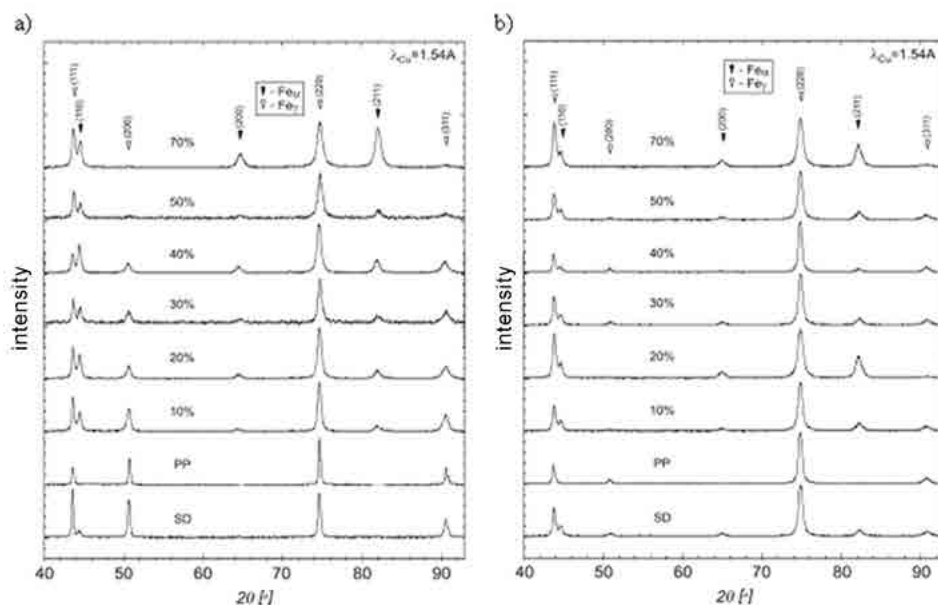 a)
λCu=1.54A
(111)
(110)
(200)
(200)
(220)
(211)
(311)
- Feα
- Feγ
70%
50%
40%
30%
20%
10%
PP
SD
intensity
40 50 60 70 80 90
2θ [°]
b)
λCu=1.54A
(111)
(110)
(200)
(200)
(220)
(211)
(311)
- Feα
- Feγ
70%
50%
40%
30%
20%
10%
PP
SD
intensity
40 50 60 70 80 90
2θ [°]